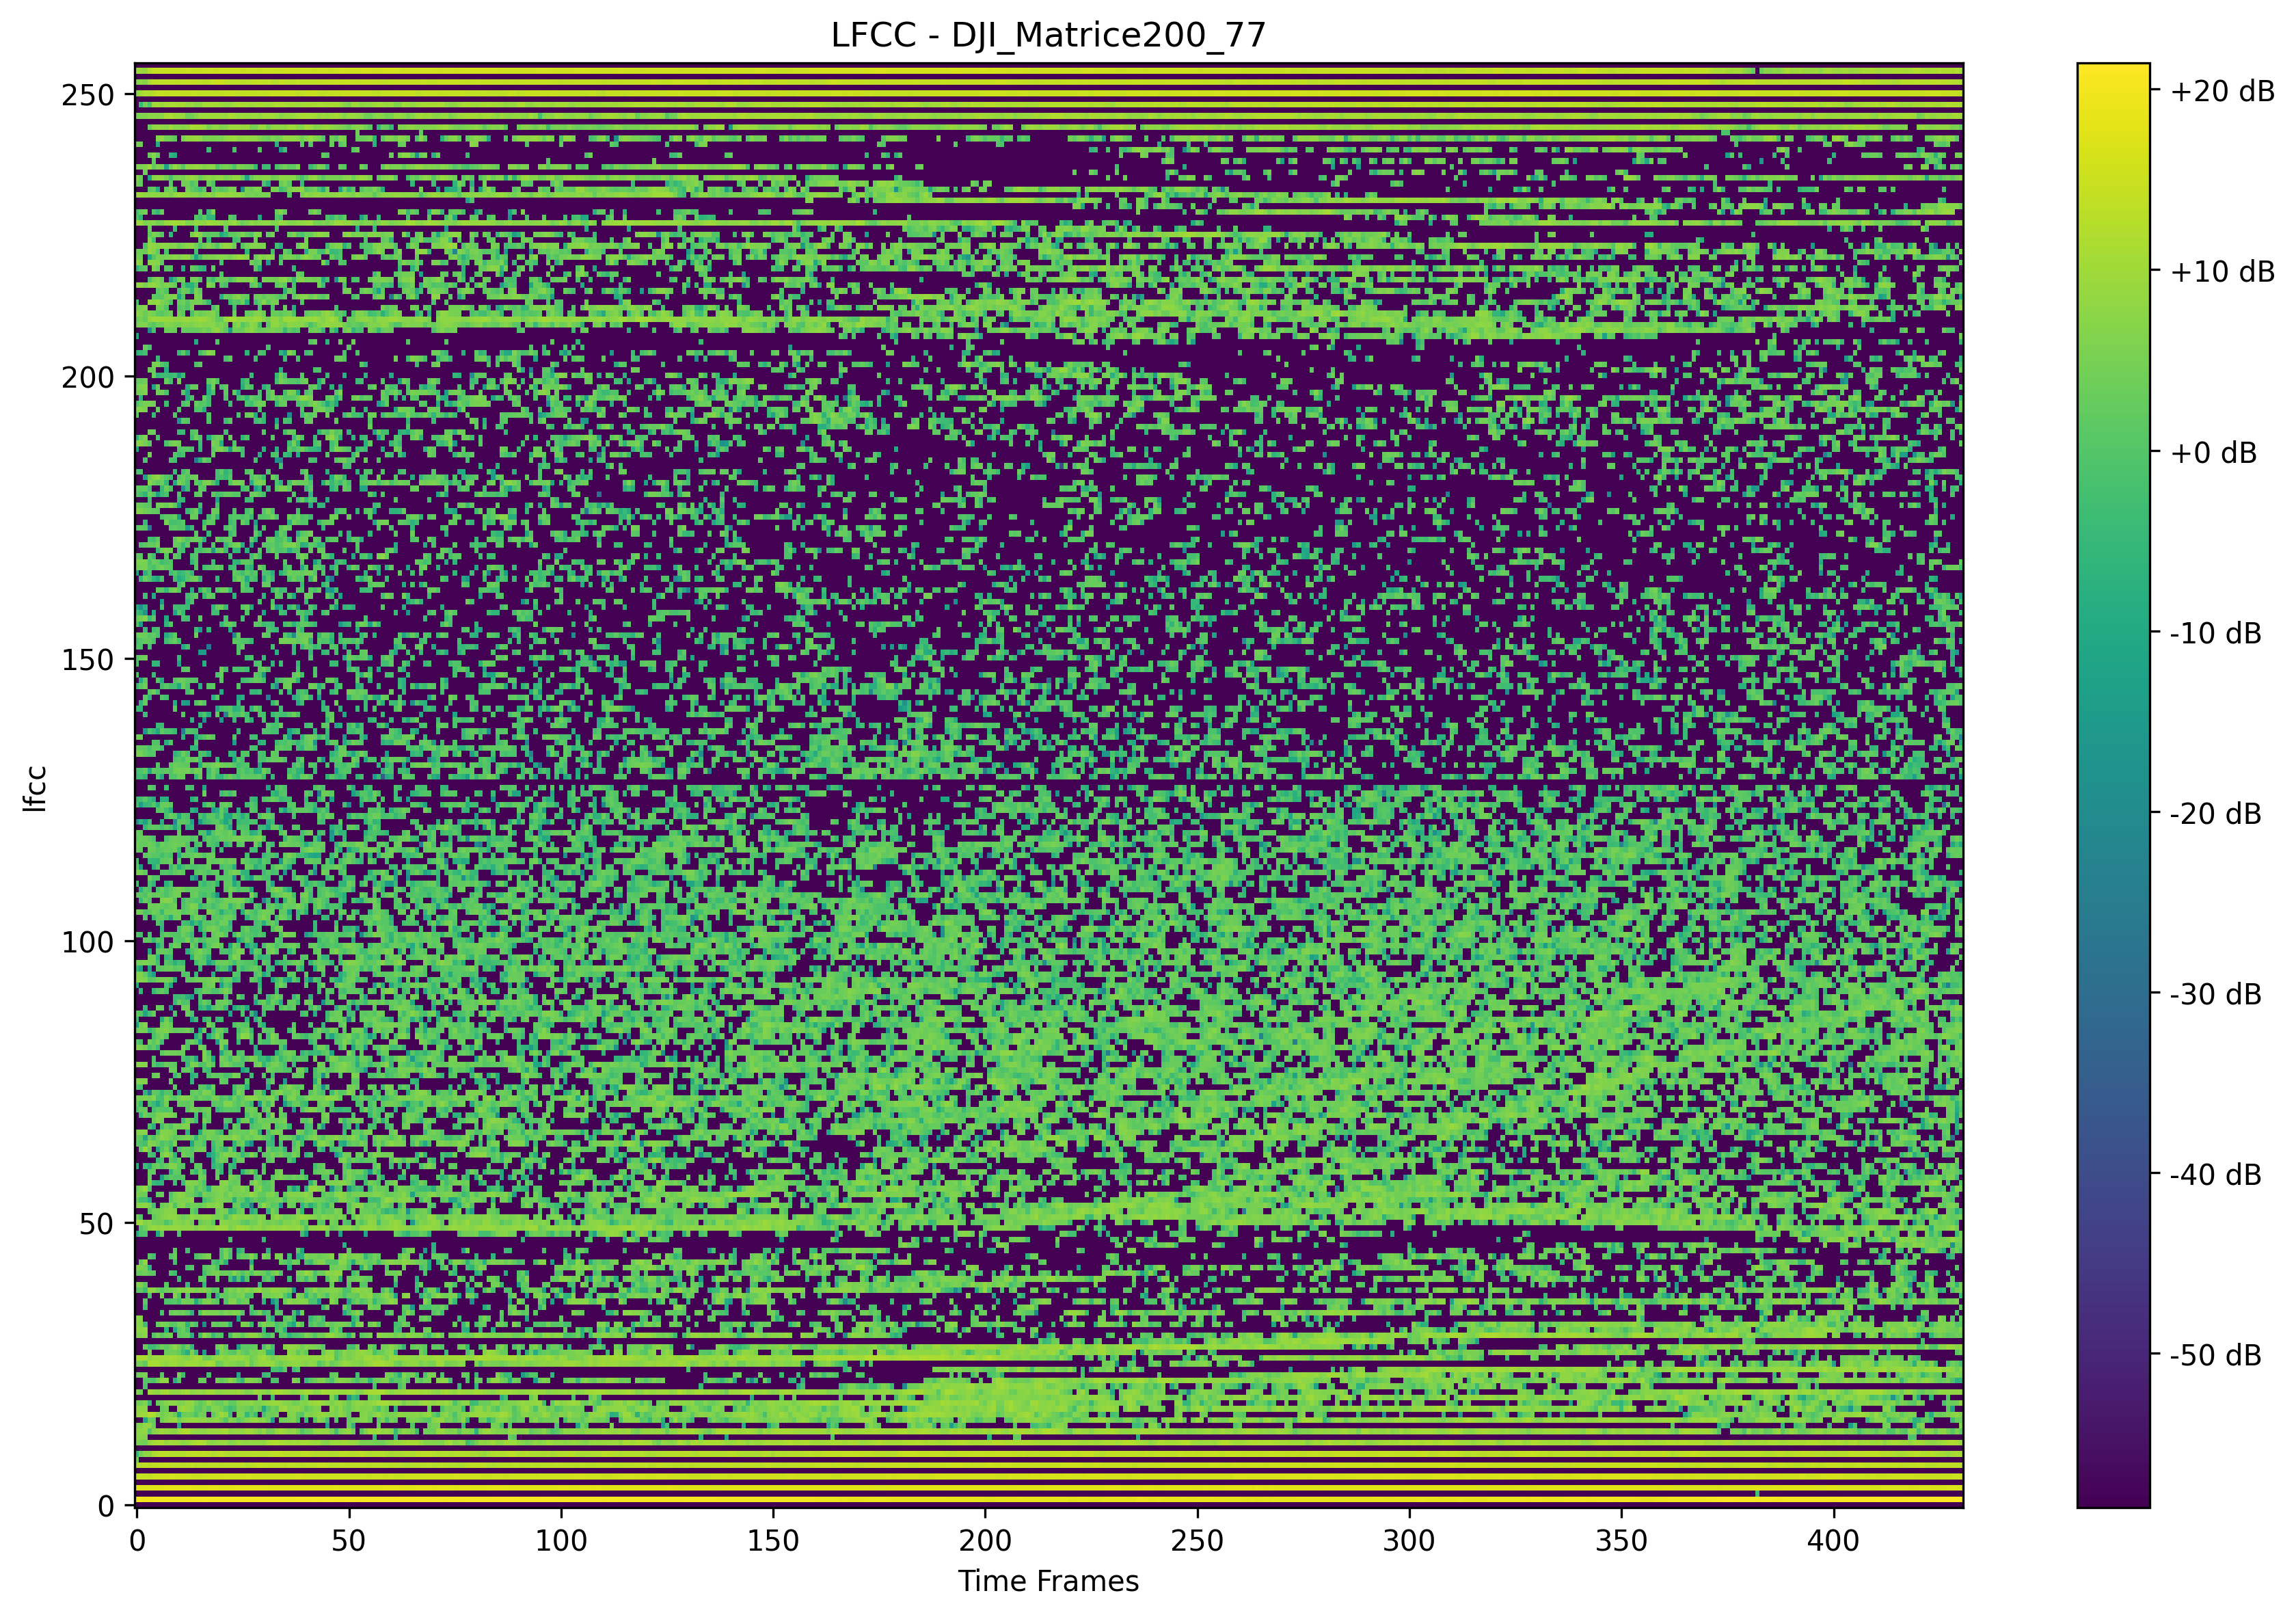 LFCC - DJI_Matrice200_77
250
200
150
100
50
0
lfcc
0 50 100 150 200 250 300 350 400
Time Frames
+20 dB
+10 dB
+0 dB
-10 dB
-20 dB
-30 dB
-40 dB
-50 dB